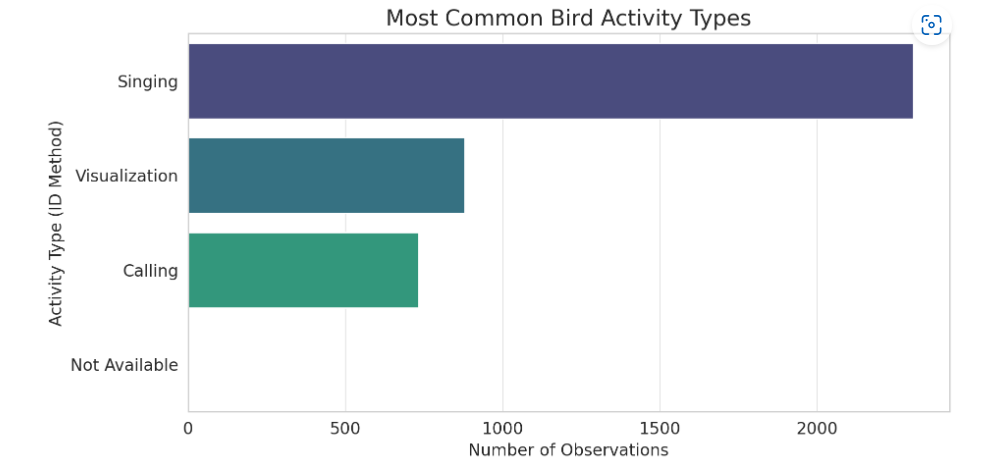 Most Common Bird Activity Types
Singing
Visualization
Calling
Not Available
Activity Type (ID Method)
0 500 1000 1500 2000
Number of Observations